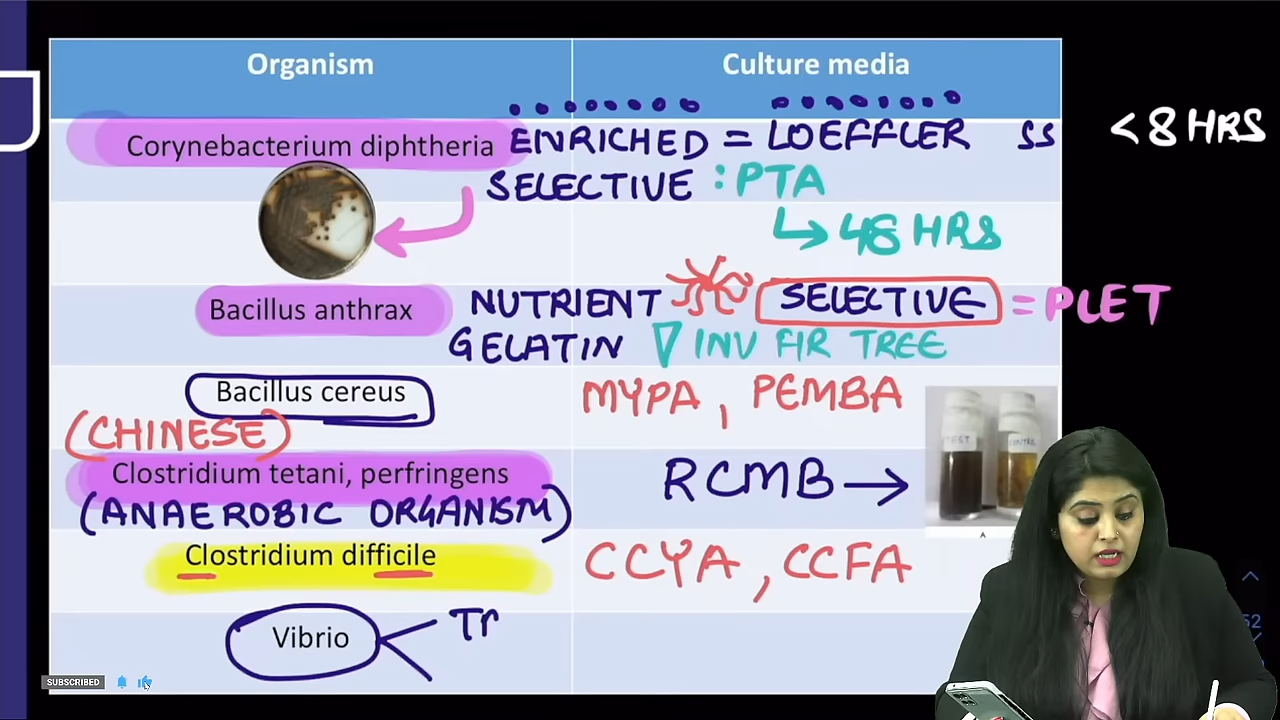 Organism Culture media
Corynebacterium diphtheria ENRICHED = LOEFFLER SS <8 HRS
SELECTIVE : PTA
↳ 48 HRS
Bacillus anthrax NUTRIENT SELECTIVE = PLET
GELATIN INV FIR TREE
Bacillus cereus MYPA, PEMBA
(CHINESE)
Clostridium tetani, perfringens RCMB →
(ANAEROBIC ORGANISM)
A
Clostridium difficile CCYA, CCFA
52
Vibrio Tr
SUBSCRIBED